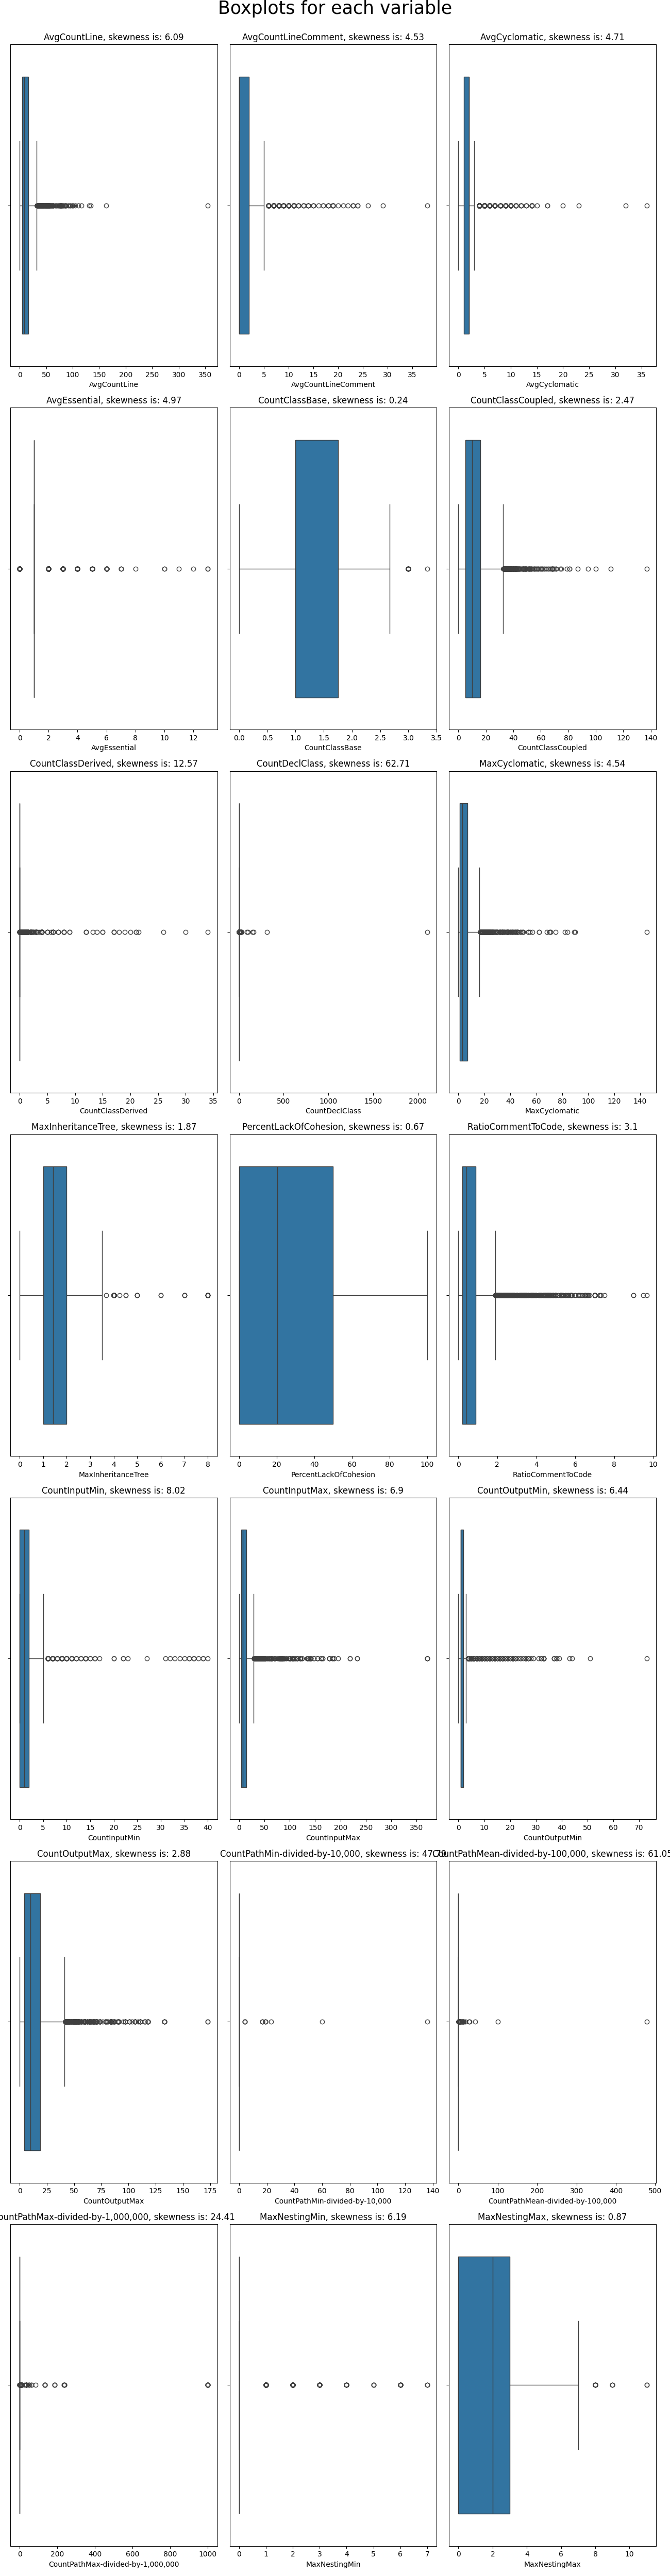 Boxplots for each variable
AvgCountLine, skewness is: 6.09
AvgCountLineComment, skewness is: 4.53
AvgCyclomatic, skewness is: 4.71
0 50 100 150 200 250 300 350
0 5 10 15 20 25 30 35
0 5 10 15 20 25 30 35
AvgCountLine
AvgCountLineComment
AvgCyclomatic
AvgEssential, skewness is: 4.97
CountClassBase, skewness is: 0.24
CountClassCoupled, skewness is: 2.47
0 2 4 6 8 10 12
0.0 0.5 1.0 1.5 2.0 2.5 3.0 3.5
0 20 40 60 80 100 120 140
AvgEssential
CountClassBase
CountClassCoupled
CountClassDerived, skewness is: 12.57
CountDeclClass, skewness is: 62.71
MaxCyclomatic, skewness is: 4.54
0 5 10 15 20 25 30 35
0 500 1000 1500 2000
0 20 40 60 80 100 120 140
CountClassDerived
CountDeclClass
MaxCyclomatic
MaxInheritanceTree, skewness is: 1.87
PercentLackOfCohesion, skewness is: 0.67
RatioCommentToCode, skewness is: 3.1
0 1 2 3 4 5 6 7 8
0 20 40 60 80 100
0 2 4 6 8 10
MaxInheritanceTree
PercentLackOfCohesion
RatioCommentToCode
CountInputMin, skewness is: 8.02
CountInputMax, skewness is: 6.9
CountOutputMin, skewness is: 6.44
0 5 10 15 20 25 30 35 40
0 50 100 150 200 250 300 350
0 10 20 30 40 50 60 70
CountInputMin
CountInputMax
CountOutputMin
CountOutputMax, skewness is: 2.88
CountPathMin-divided-by-10,000, skewness is:
CountPathMean-divided-by-100,000, skewness is: 61.05
0 25 50 75 100 125 150 175
0 20 40 60 80 100 120 140
0 100 200 300 400 500
CountOutputMax
CountPathMin-divided-by-10,000
CountPathMean-divided-by-100,000
ountPathMax-divided-by-1,000,000, skewness is: 24.41
MaxNestingMin, skewness is: 6.19
MaxNestingMax, skewness is: 0.87
0 200 400 600 800 1000
0 1 2 3 4 5 6 7
0 2 4 6 8 10
CountPathMax-divided-by-1,000,000
MaxNestingMin
MaxNestingMax